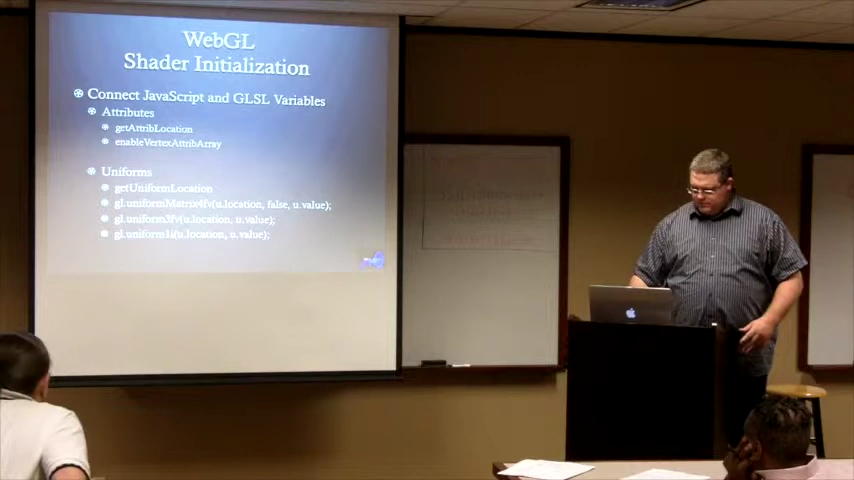 WebGL
Shader Initialization
Connect JavaScript and GLSL Variables
Attributes
getAttribLocation
enableVertexAttribArray
Uniforms
getUniformLocation
gl.uniformMatrix4fv(u.location, false, u.value);
gl.uniform3fv(u.location, u.value);
gl.uniform1i(u.location, u.value);